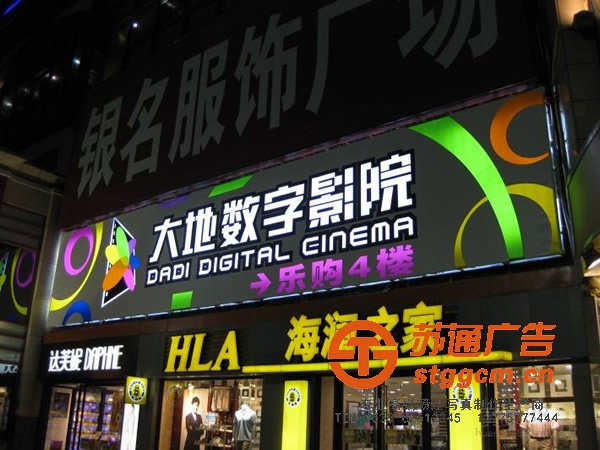 银名服饰广场
大地数字影院
DADI DIGITAL CINEMA
→乐购4楼
达芙妮 DAPHNE
HLA 海澜之家
苏通广告
stggcm.cn